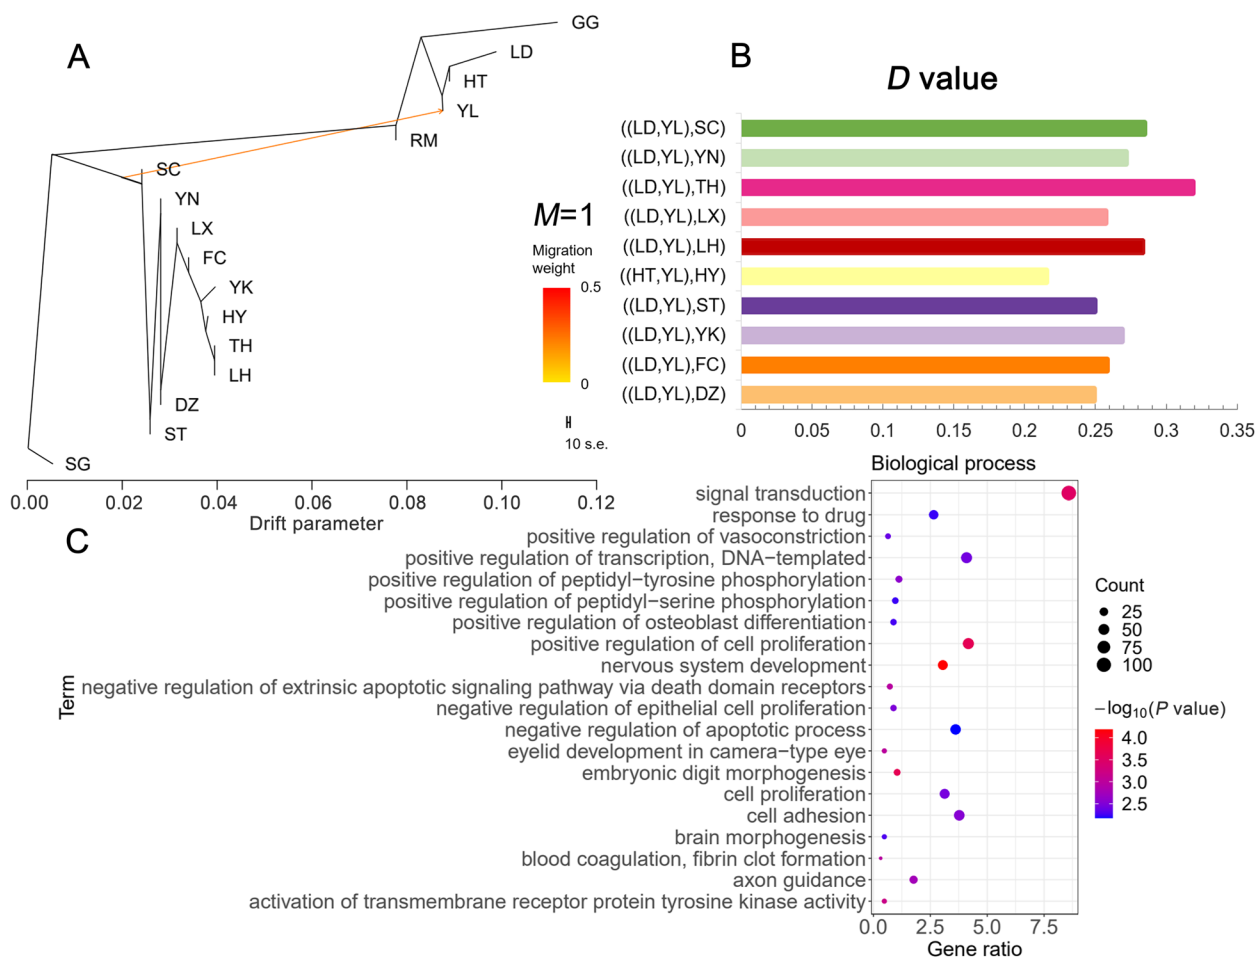 A
GG
LD
HT
YL
RM
SC
YN
LX
FC
YK
HY
TH
LH
DZ
ST
SG
M=1
Migration
weight
0.5
0
10 s.e.
0.00
0.02
0.04
0.06
0.08
0.10
0.12
Drift parameter
B
D value
((LD,YL),SC)
((LD,YL),YN)
((LD,YL),TH)
((LD,YL),LX)
((LD,YL),LH)
((HT,YL),HY)
((LD,YL),ST)
((LD,YL),YK)
((LD,YL),FC)
((LD,YL),DZ)
0
0.05
0.1
0.15
0.2
0.25
0.3
0.35
C
Biological process
Term
signal transduction
response to drug
positive regulation of vasoconstriction
positive regulation of transcription, DNA−templated
positive regulation of peptidyl−tyrosine phosphorylation
positive regulation of peptidyl−serine phosphorylation
positive regulation of osteoblast differentiation
positive regulation of cell proliferation
nervous system development
negative regulation of extrinsic apoptotic signaling pathway via death domain receptors
negative regulation of epithelial cell proliferation
negative regulation of apoptotic process
eyelid development in camera−type eye
embryonic digit morphogenesis
cell proliferation
cell adhesion
brain morphogenesis
blood coagulation, fibrin clot formation
axon guidance
activation of transmembrane receptor protein tyrosine kinase activity
0.0
2.5
5.0
7.5
Gene ratio
Count
25
50
75
100
−log10(P value)
4.0
3.5
3.0
2.5